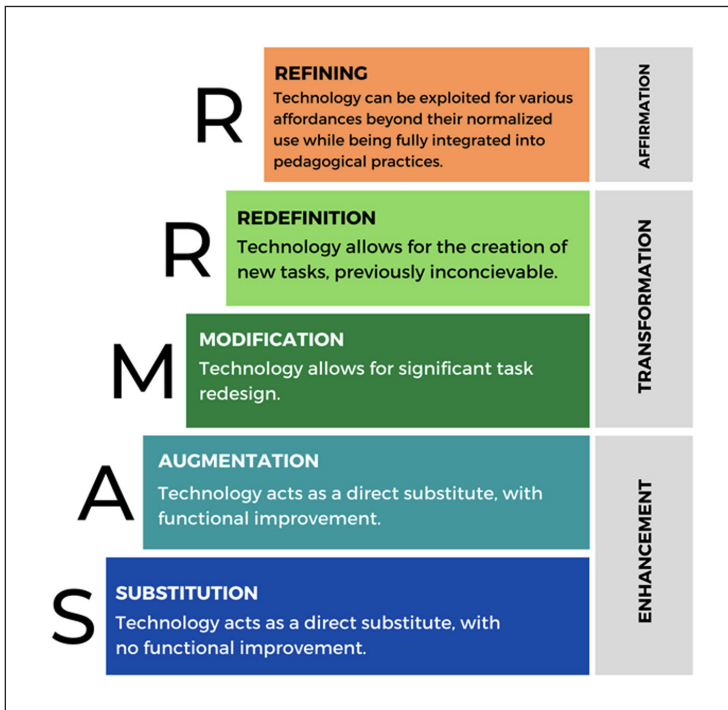 R
REFINING
Technology can be exploited for various
affordances beyond their normalized
use while being fully integrated into
pedagogical practices.
AFFIRMATION
R
REDEFINITION
Technology allows for the creation of
new tasks, previously inconcievable.
TRANSFORMATION
M
MODIFICATION
Technology allows for significant task
redesign.
A
AUGMENTATION
Technology acts as a direct substitute, with
functional improvement.
ENHANCEMENT
S
SUBSTITUTION
Technology acts as a direct substitute, with
no functional improvement.